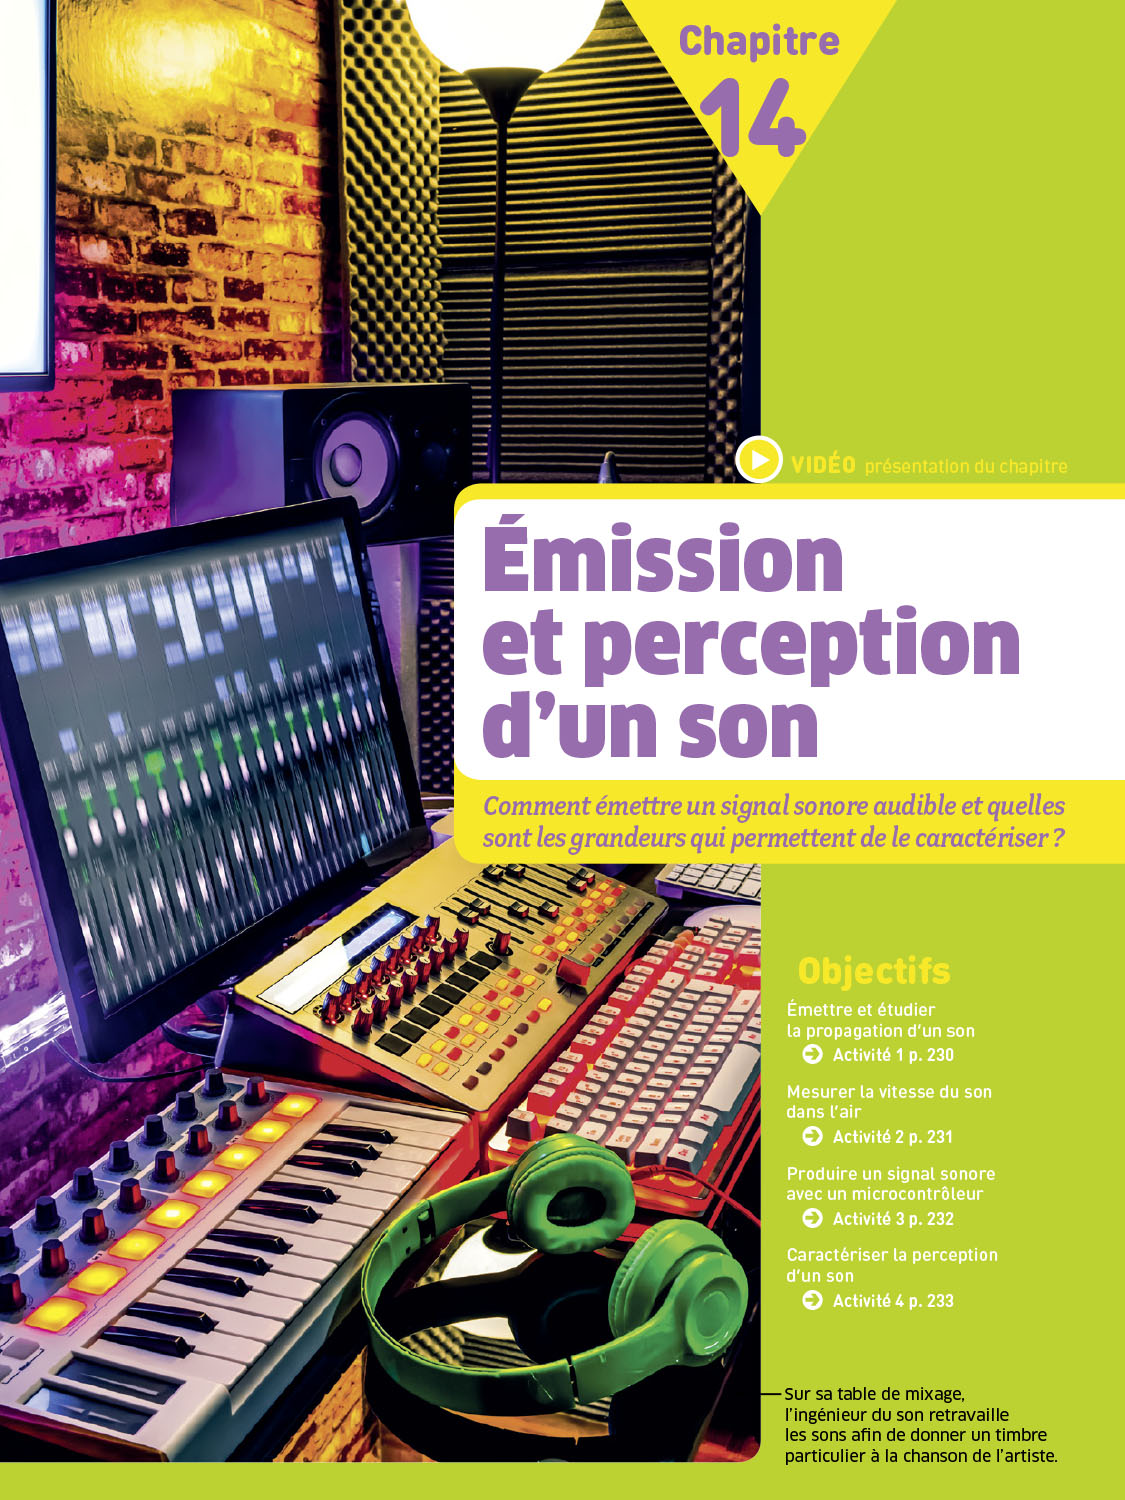 Chapitre
14
VIDÉO présentation du chapitre
Émission
et perception
d'un son
Comment émettre un signal sonore audible et quelles
sont les grandeurs qui permettent de le caractériser ?
Objectifs
Émettre et étudier
la propagation d'un son
Activité 1 p. 230
Mesurer la vitesse du son
dans l'air
Activité 2 p. 231
Produire un signal sonore
avec un microcontrôleur
Activité 3 p. 232
Caractériser la perception
d'un son
Activité 4 p. 233
Sur sa table de mixage,
l'ingénieur du son retravaille
les sons afin de donner un timbre
particulier à la chanson de l'artiste.